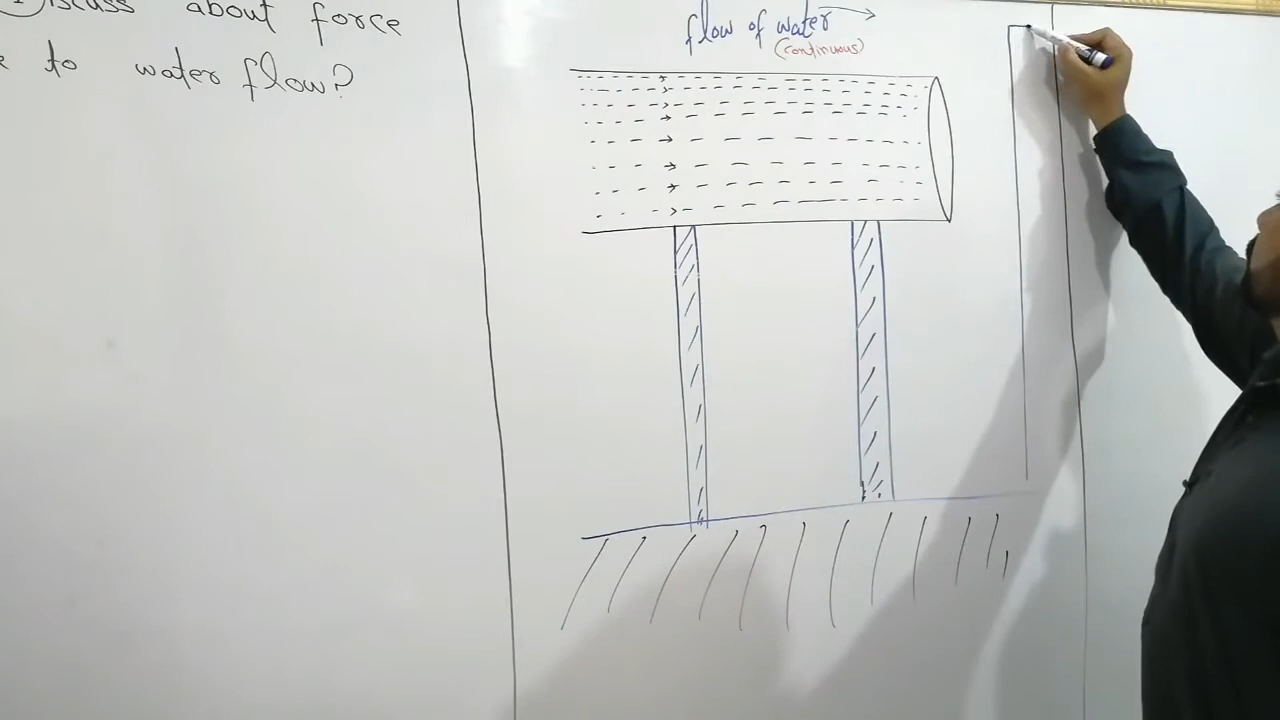 Discuss about force
to water flow?
flow of water
(continuous)